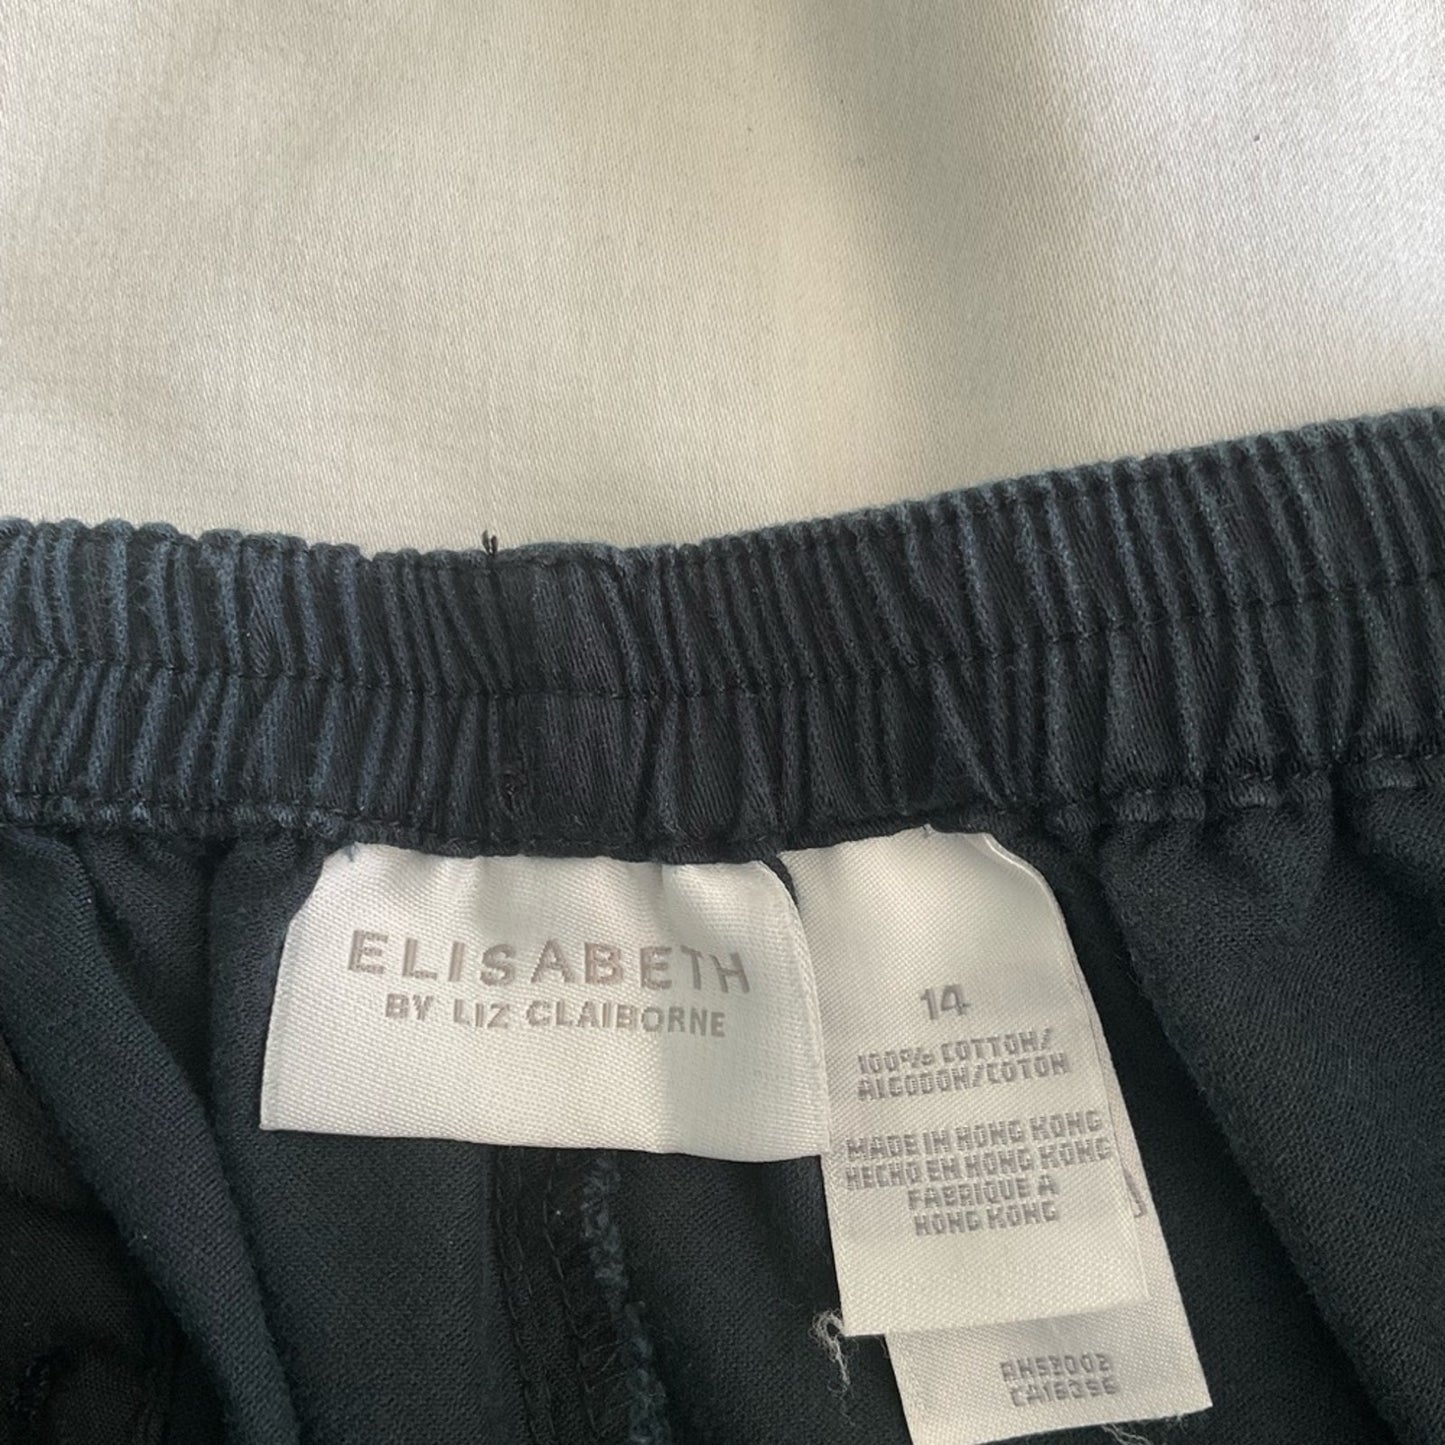 ELISABETH
BY LIZ CLAIBORNE
14
100% COTTON/
ALGODON/COTON
MADE IN HONG KONG
HECHO EN HONG KONG
FABRIQUE A
HONG KONG
CA16396